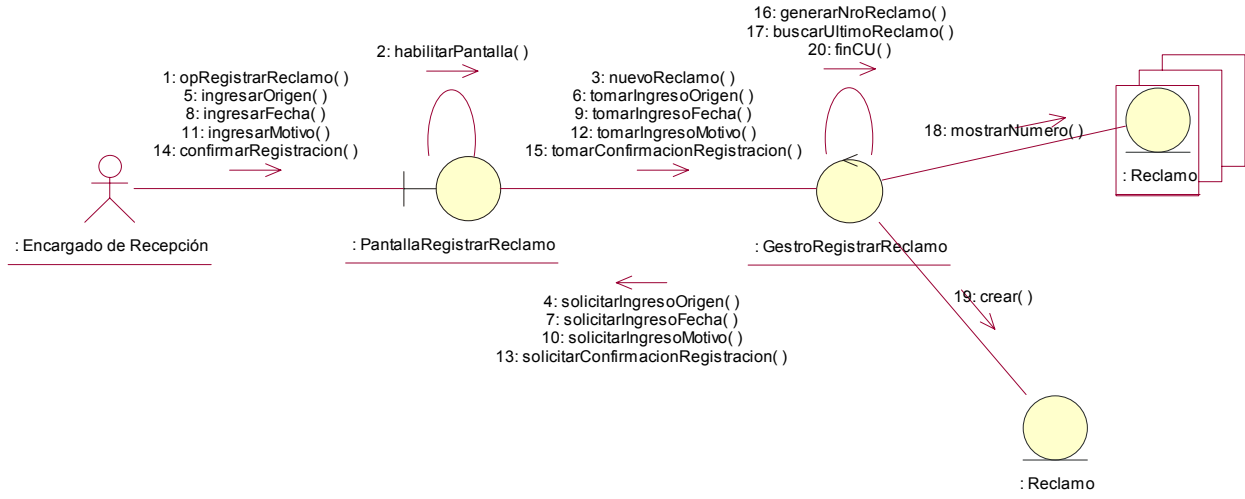 16: generarNroReclamo( )
17: buscarUltimoReclamo( )
20: finCU( )
2: habilitarPantalla( )
1: opRegistrarReclamo( )
5: ingresarOrigen( )
8: ingresarFecha( )
11: ingresarMotivo( )
14: confirmarRegistracion( )
3: nuevoReclamo( )
6: tomarIngresoOrigen( )
9: tomarIngresoFecha( )
12: tomarIngresoMotivo( )
15: tomarConfirmacionRegistracion( )
18: mostrarNumero( )
: Reclamo
: Encargado de Recepción
: PantallaRegistrarReclamo
: GestroRegistrarReclamo
4: solicitarIngresoOrigen( )
7: solicitarIngresoFecha( )
10: solicitarIngresoMotivo( )
13: solicitarConfirmacionRegistracion( )
19: crear( )
: Reclamo